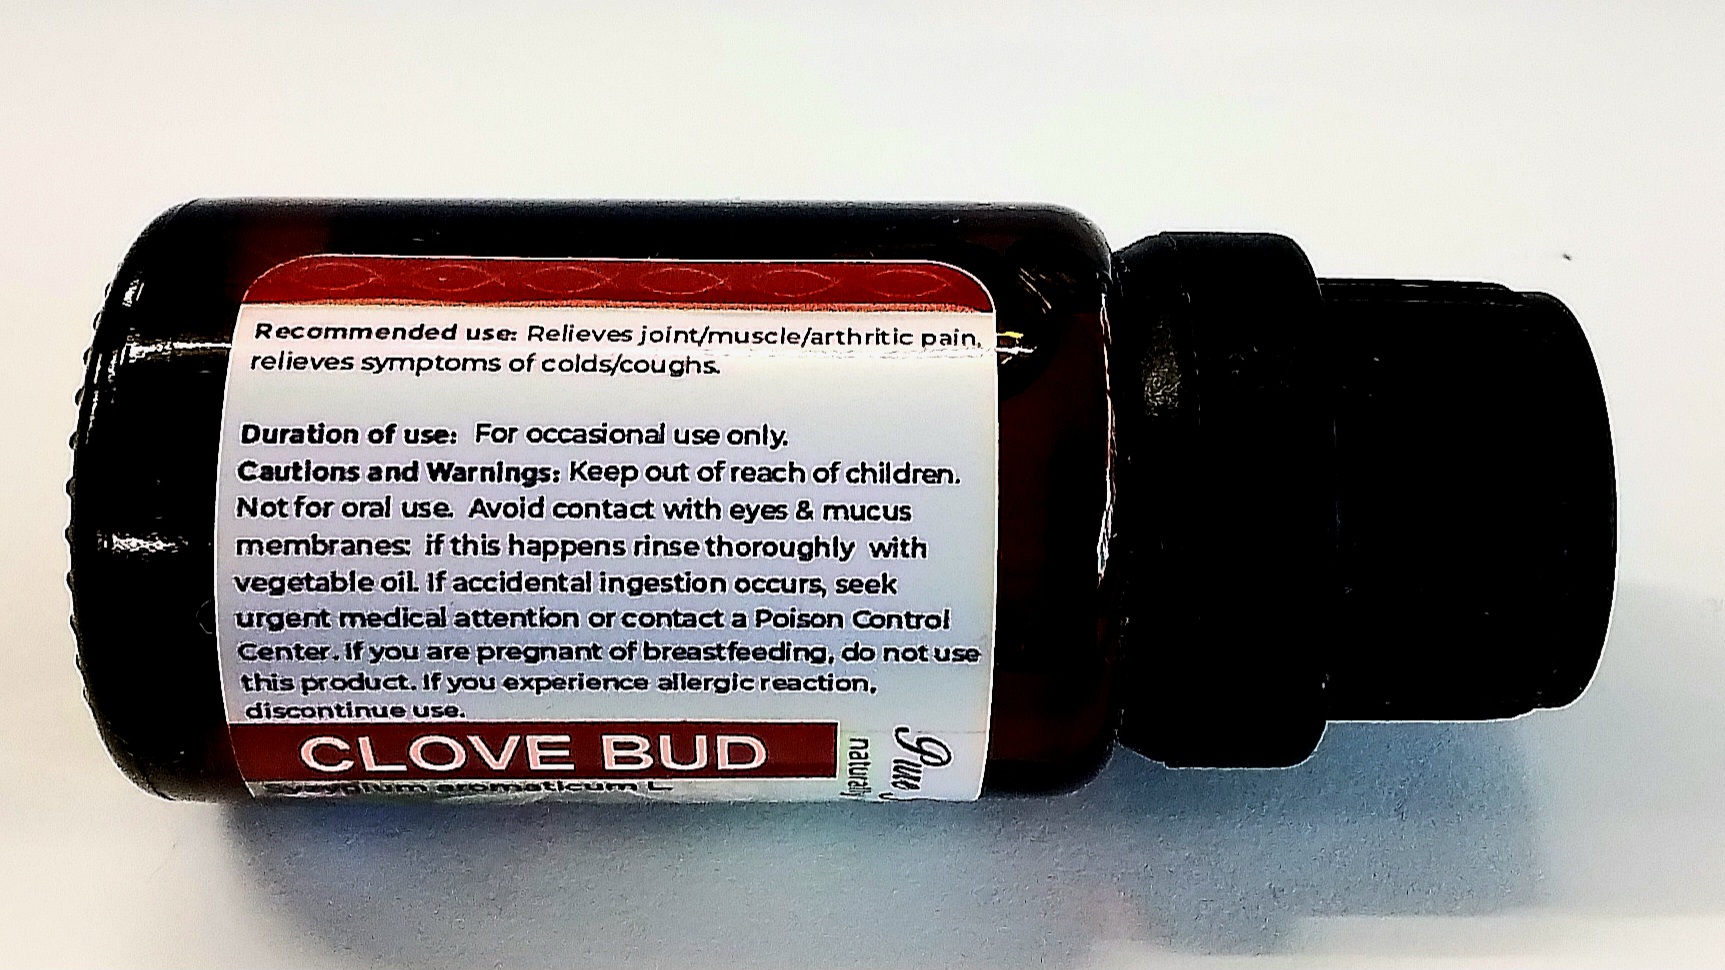 Recommended use: Relieves joint/muscle/arthritic pain,
relieves symptoms of colds/coughs.
Duration of use: For occasional use only.
Cautions and Warnings: Keep out of reach of children.
Not for oral use. Avoid contact with eyes & mucus
membranes: if this happens rinse thoroughly with
vegetable oil. If accidental ingestion occurs, seek
urgent medical attention or contact a Poison Control
Center. If you are pregnant of breastfeeding, do not use
this product. If you experience allergic reaction,
discontinue use.
CLOVE BUD
aromaticum L
Pure
naturally